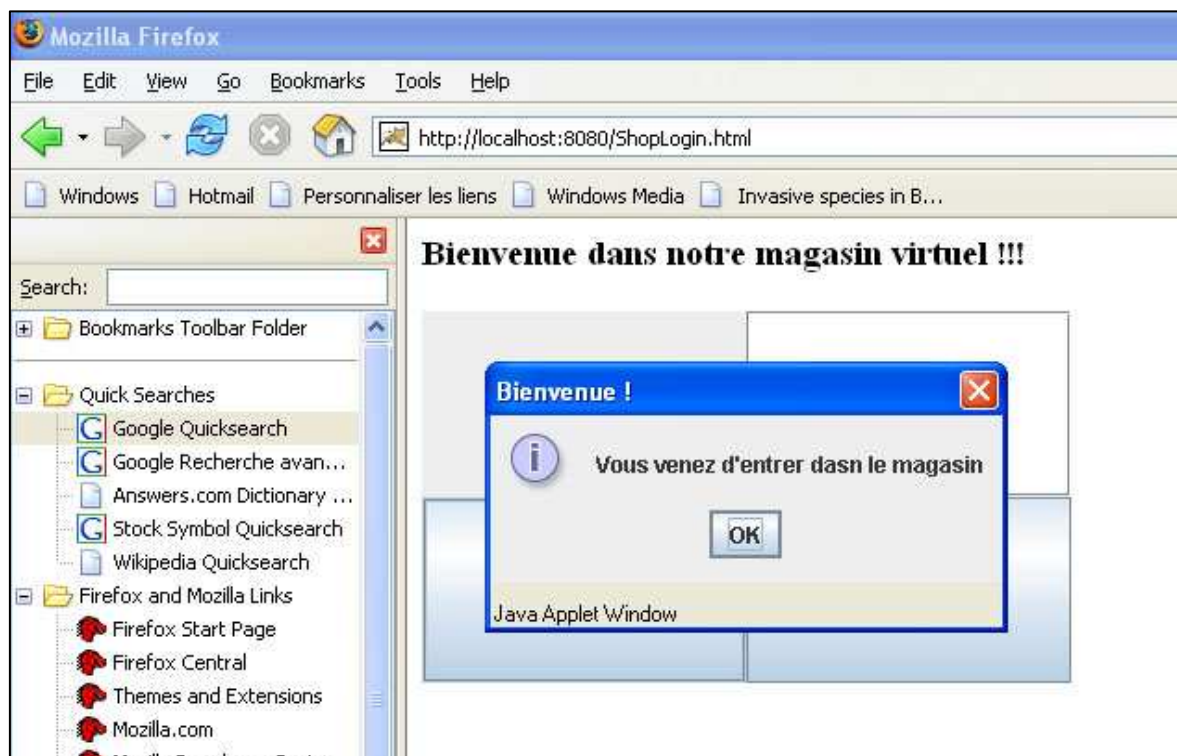 Mozilla Firefox
File Edit View Go Bookmarks Tools Help
http://localhost:8080/ShopLogin.html
Windows Hotmail Personnaliser les liens Windows Media Invasive species in B...
Search:
Bookmarks Toolbar Folder
Quick Searches
Google Quicksearch
Google Recherche avan...
Answers.com Dictionary ...
Stock Symbol Quicksearch
Wikipedia Quicksearch
Firefox and Mozilla Links
Firefox Start Page
Firefox Central
Themes and Extensions
Mozilla.com
Bienvenue dans notre magasin virtuel !!!
Bienvenue !
Vous venez d'entrer dasn le magasin
OK
Java Applet Window